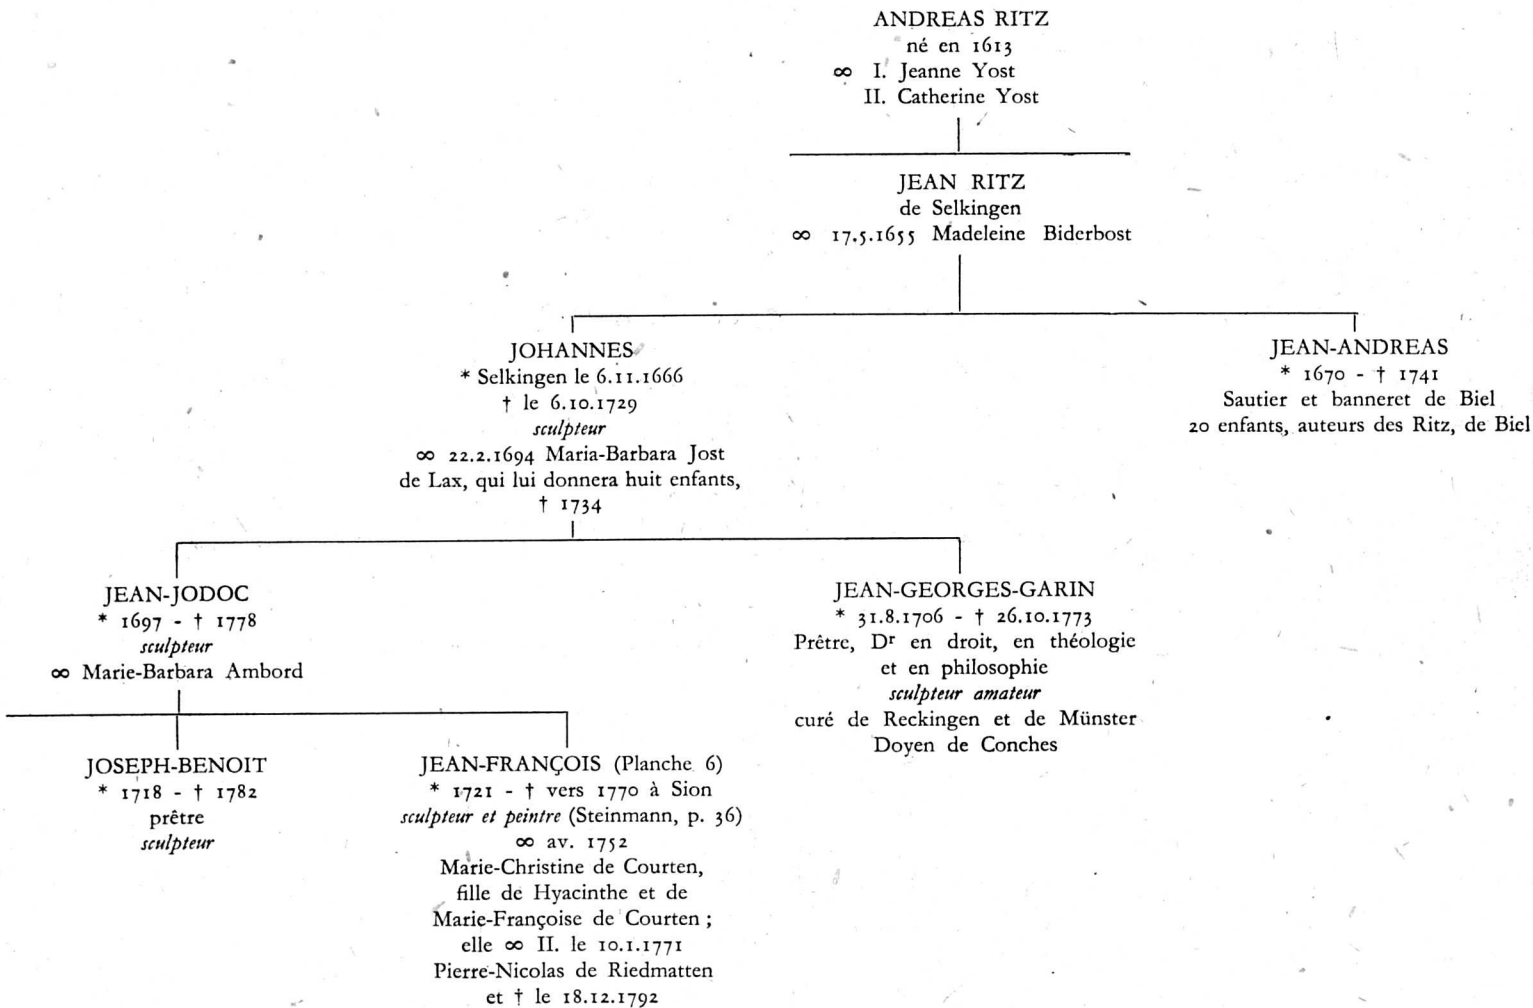 ANDREAS RITZ
né en 1613
∞ I. Jeanne Yost
II. Catherine Yost
JEAN RITZ
de Selkingen
∞ 17.5.1655 Madeleine Biderbost
JOHANNES
* Selkingen le 6.11.1666
† le 6.10.1729
sculpteur
∞ 22.2.1694 Maria-Barbara Jost
de Lax, qui lui donnera huit enfants,
† 1734
JEAN-ANDREAS
* 1670 - † 1741
Sautier et banneret de Biel
20 enfants, auteurs des Ritz, de Biel
JEAN-JODOC
* 1697 - † 1778
sculpteur
∞ Marie-Barbara Ambord
JEAN-GEORGES-GARIN
* 31.8.1706 - † 26.10.1773
Prêtre, Dr en droit, en théologie
et en philosophie
sculpteur amateur
curé de Reckingen et de Münster
Doyen de Conches
JOSEPH-BENOIT
* 1718 - † 1782
prêtre
sculpteur
JEAN-FRANÇOIS (Planche 6)
* 1721 - † vers 1770 à Sion
sculpteur et peintre (Steinmann, p. 36)
∞ av. 1752
Marie-Christine de Courten,
fille de Hyacinthe et de
Marie-Françoise de Courten ;
elle ∞ II. le 10.1.1771
Pierre-Nicolas de Riedmatten
et † le 18.12.1792